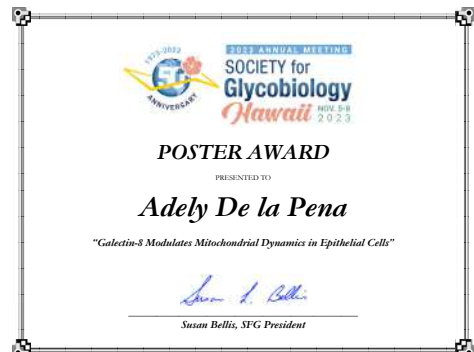 1973-2023
ANNIVERSARY
2023 ANNUAL MEETING
SOCIETY for
Glycobiology
Hawaii NOV. 5-8
2023
POSTER AWARD
PRESENTED TO
Adely De la Pena
“Galectin-8 Modulates Mitochondrial Dynamics in Epithelial Cells”
Susan L. Bellis
Susan Bellis, SFG President